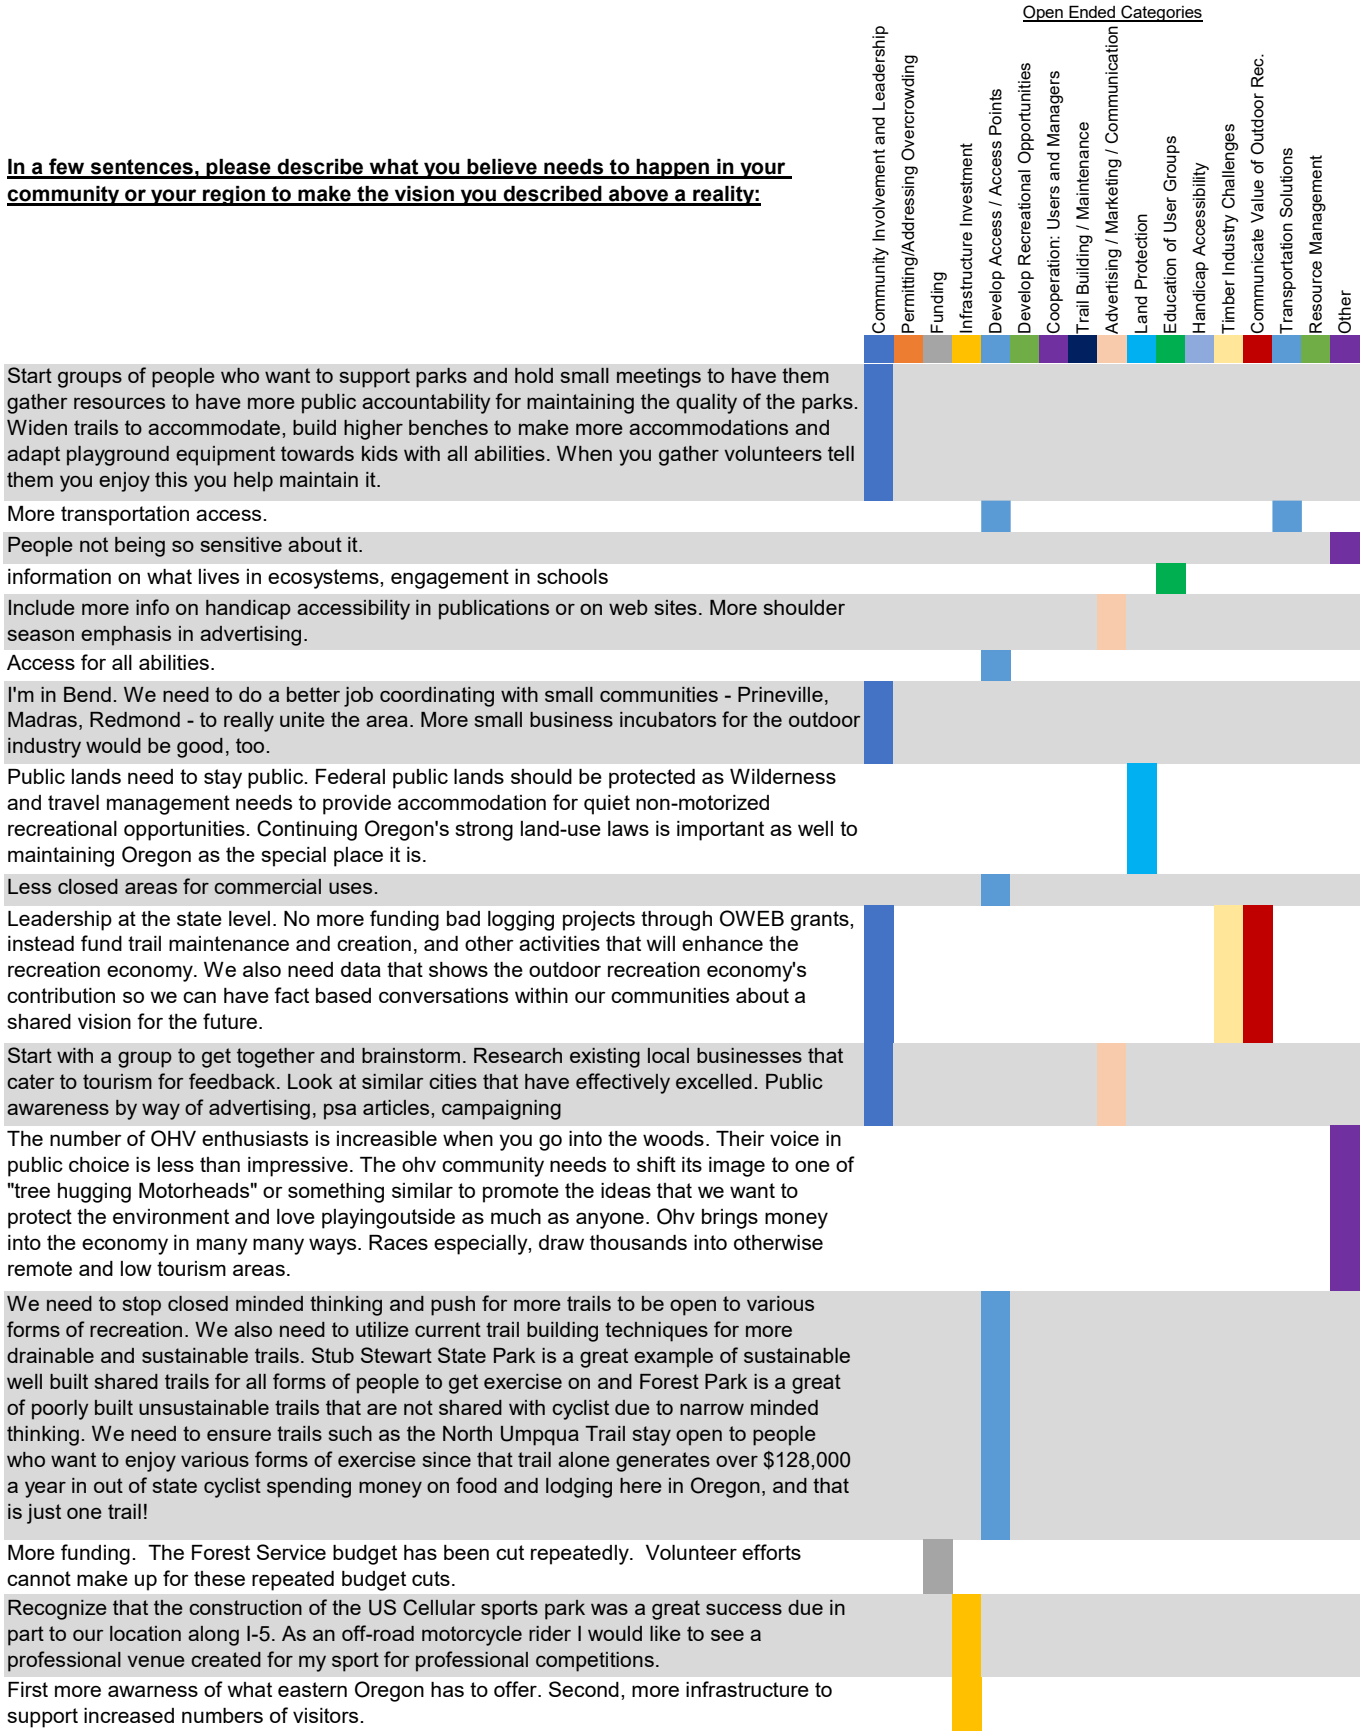 Open Ended Categories
Community Involvement and Leadership
Permitting/Addressing Overcrowding
Funding
Infrastructure Investment
Develop Access / Access Points
Develop Recreational Opportunities
Cooperation: Users and Managers
Trail Building / Maintenance
Advertising / Marketing / Communication
Land Protection
Education of User Groups
Handicap Accessibility
Timber Industry Challenges
Communicate Value of Outdoor Rec.
Transportation Solutions
Resource Management
Other
In a few sentences, please describe what you believe needs to happen in your
community or your region to make the vision you described above a reality:
Start groups of people who want to support parks and hold small meetings to have them
gather resources to have more public accountability for maintaining the quality of the parks.
Widen trails to accommodate, build higher benches to make more accommodations and
adapt playground equipment towards kids with all abilities. When you gather volunteers tell
them you enjoy this you help maintain it.
More transportation access.
People not being so sensitive about it.
information on what lives in ecosystems, engagement in schools
Include more info on handicap accessibility in publications or on web sites. More shoulder
season emphasis in advertising.
Access for all abilities.
I'm in Bend. We need to do a better job coordinating with small communities - Prineville,
Madras, Redmond - to really unite the area. More small business incubators for the outdoor
industry would be good, too.
Public lands need to stay public. Federal public lands should be protected as Wilderness
and travel management needs to provide accommodation for quiet non-motorized
recreational opportunities. Continuing Oregon's strong land-use laws is important as well to
maintaining Oregon as the special place it is.
Less closed areas for commercial uses.
Leadership at the state level. No more funding bad logging projects through OWEB grants,
instead fund trail maintenance and creation, and other activities that will enhance the
recreation economy. We also need data that shows the outdoor recreation economy's
contribution so we can have fact based conversations within our communities about a
shared vision for the future.
Start with a group to get together and brainstorm. Research existing local businesses that
cater to tourism for feedback. Look at similar cities that have effectively excelled. Public
awareness by way of advertising, psa articles, campaigning
The number of OHV enthusiasts is increasible when you go into the woods. Their voice in
public choice is less than impressive. The ohv community needs to shift its image to one of
"tree hugging Motorheads" or something similar to promote the ideas that we want to
protect the environment and love playingoutside as much as anyone. Ohv brings money
into the economy in many many ways. Races especially, draw thousands into otherwise
remote and low tourism areas.
We need to stop closed minded thinking and push for more trails to be open to various
forms of recreation. We also need to utilize current trail building techniques for more
drainable and sustainable trails. Stub Stewart State Park is a great example of sustainable
well built shared trails for all forms of people to get exercise on and Forest Park is a great
of poorly built unsustainable trails that are not shared with cyclist due to narrow minded
thinking. We need to ensure trails such as the North Umpqua Trail stay open to people
who want to enjoy various forms of exercise since that trail alone generates over $128,000
a year in out of state cyclist spending money on food and lodging here in Oregon, and that
is just one trail!
More funding.  The Forest Service budget has been cut repeatedly.  Volunteer efforts
cannot make up for these repeated budget cuts.
Recognize that the construction of the US Cellular sports park was a great success due in
part to our location along I-5. As an off-road motorcycle rider I would like to see a
professional venue created for my sport for professional competitions.
First more awarness of what eastern Oregon has to offer. Second, more infrastructure to
support increased numbers of visitors.